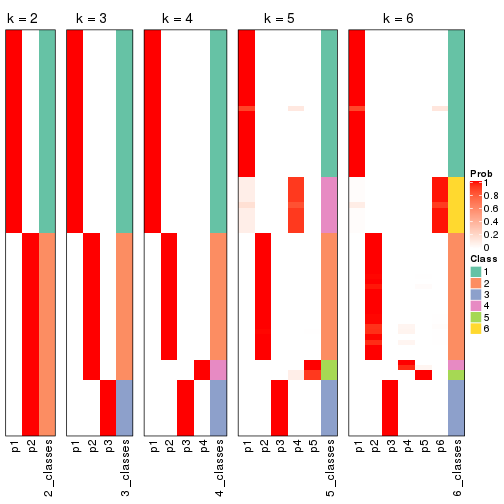 k = 2
k = 3
k = 4
k = 5
k = 6
p1
p2
2_classes
p1
p2
p3
3_classes
p1
p2
p3
p4
4_classes
p1
p2
p3
p4
p5
5_classes
p1
p2
p3
p4
p5
p6
6_classes
Prob
1
0.8
0.6
0.4
0.2
0
Class
1
2
3
4
5
6